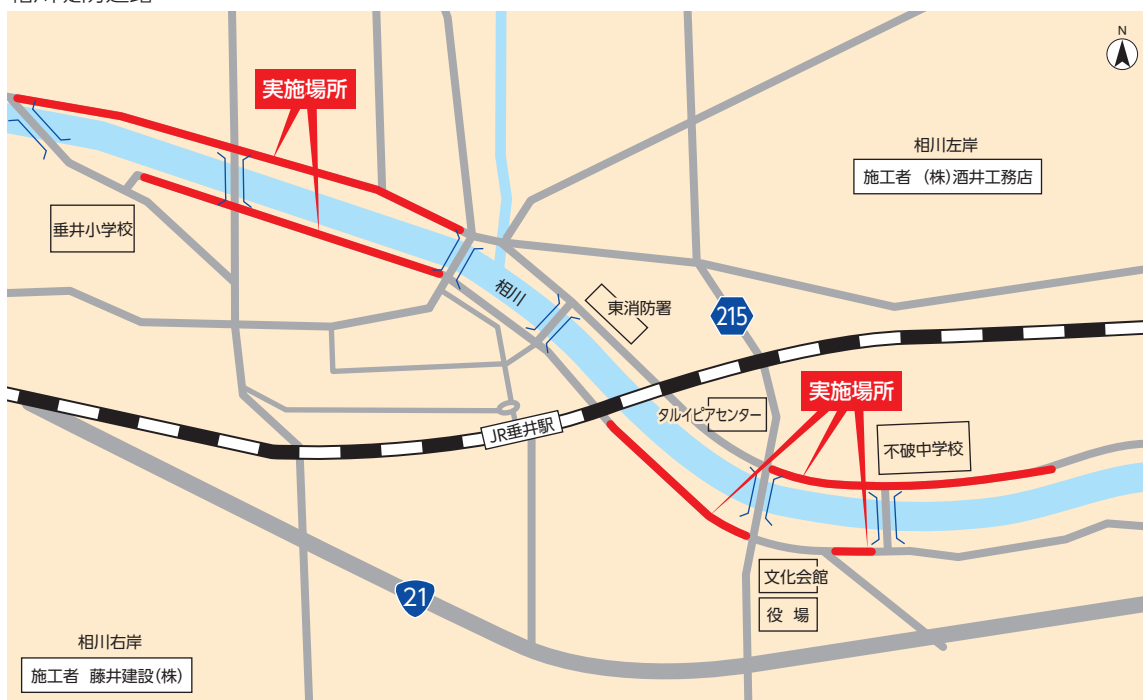 N
実施場所
相川左岸
施工者 (株)酒井工務店
垂井小学校
相川
東消防署
215
実施場所
タルイピアセンター
JR垂井駅
不破中学校
文化会館
役 場
21
相川右岸
施工者 藤井建設(株)